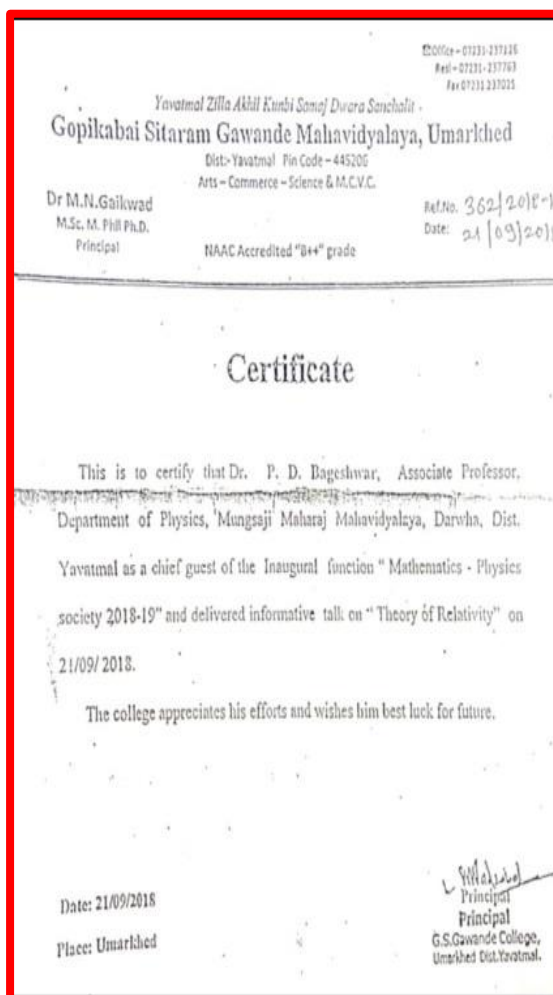 Office – 07231-237126
Resi – 07231-237763
Fax 07231 237025
Yavatmal Zilla Akhil Kunbi Samaj Dwara Sanchalit
Gopikabai Sitaram Gawande Mahavidyalaya, Umarkhed
Dist:- Yavatmal Pin Code – 445206
Arts – Commerce – Science & M.C.V.C.
Dr M.N.Gaikwad
M.Sc. M. Phil Ph.D.
Principal
Ref.No. 362/2018-1
Date: 21/09/201
NAAC Accredited "B++" grade
Certificate
This is to certify that Dr. P. D. Bageshwar, Associate Professor,
Department of Physics, Mungsaji Maharaj Mahavidyalaya, Darwha, Dist.
Yavatmal as a chief guest of the Inaugural function " Mathematics - Physics
society 2018-19" and delivered informative talk on " Theory of Relativity" on
21/09/ 2018.
The college appreciates his efforts and wishes him best luck for future.
Date: 21/09/2018
Place: Umarkhed
Principal
Principal
G.S.Gawande College,
Umarkhed Dist.Yavatmal.